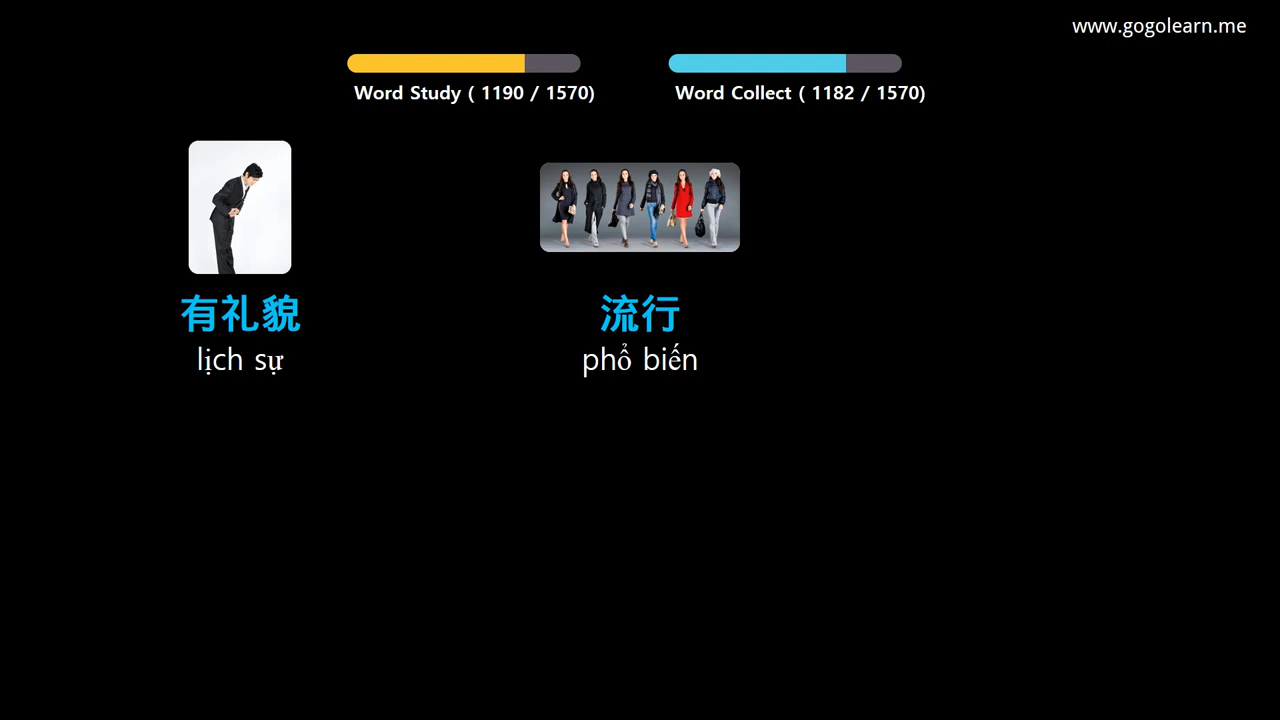 www.gogolearn.me
Word Study ( 1190 / 1570)
Word Collect ( 1182 / 1570)
有礼貌
lịch sự
流行
phổ biến